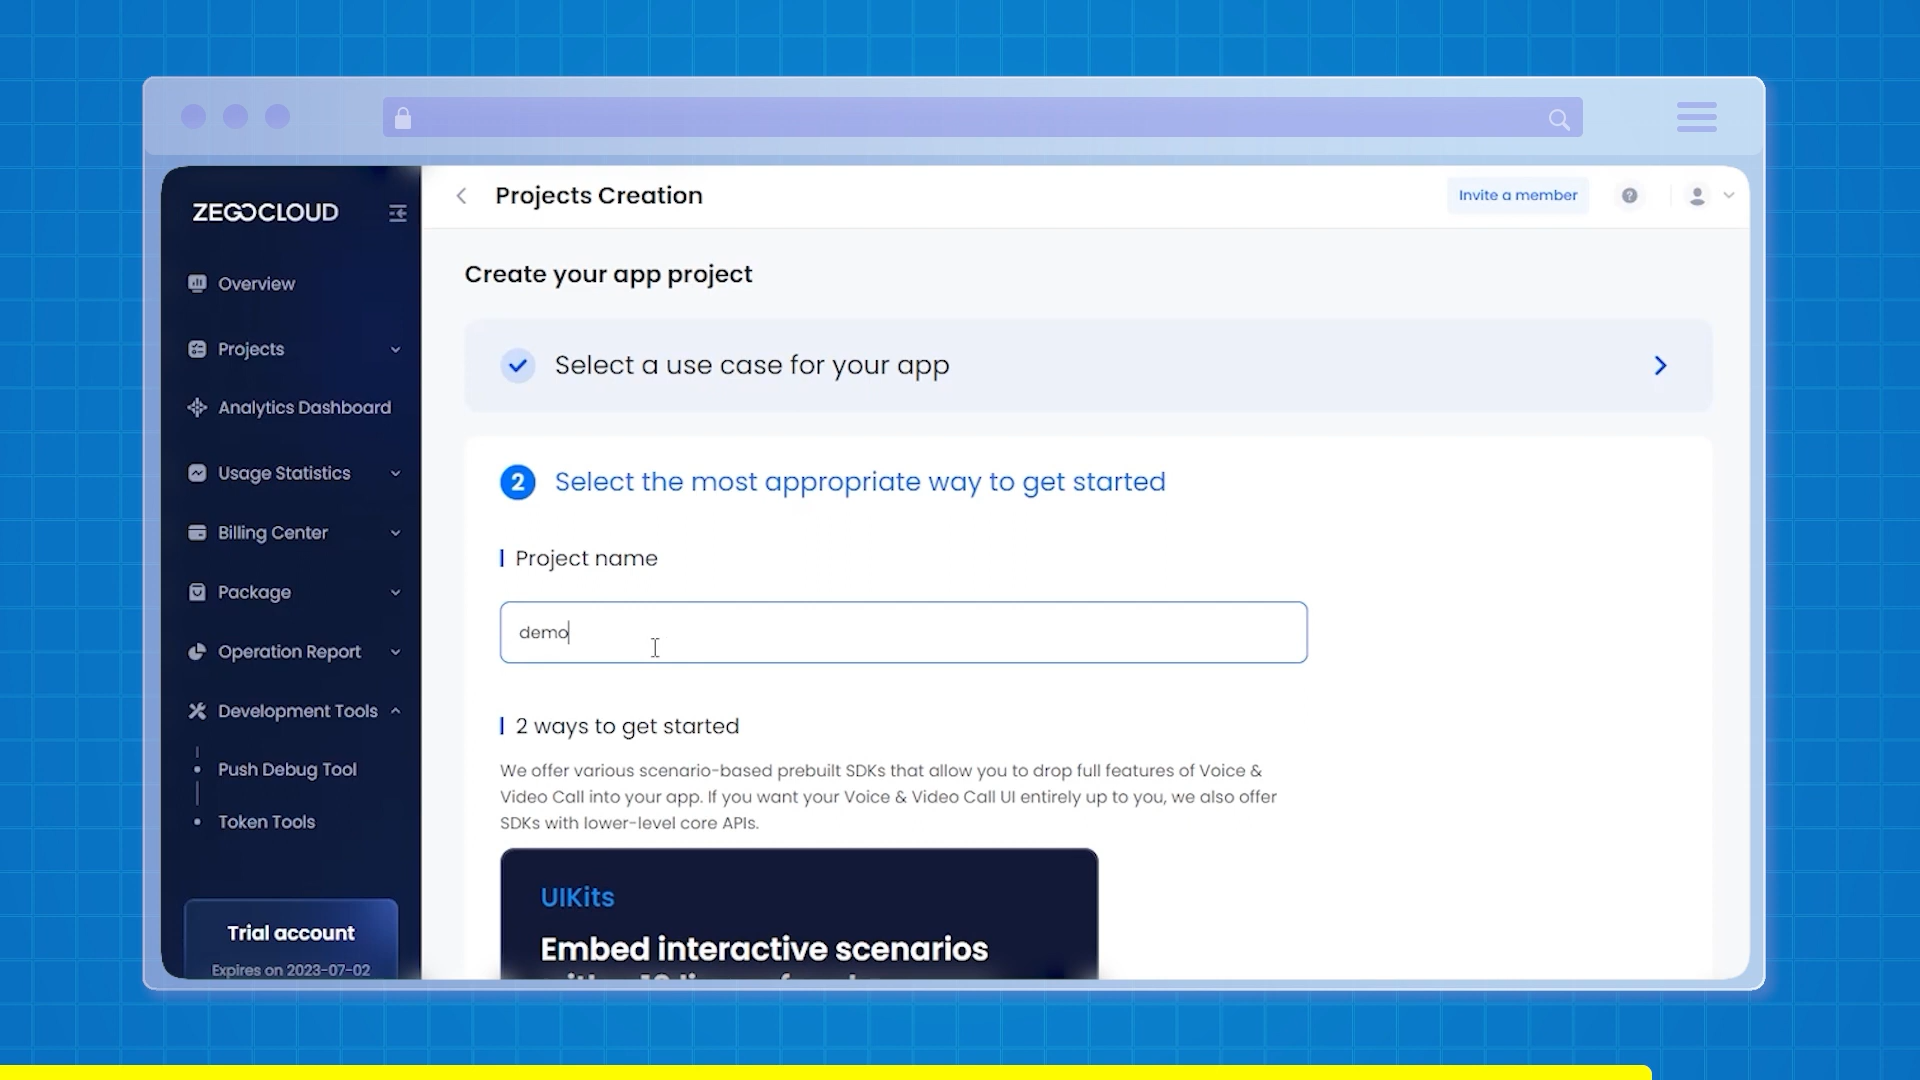 ZEGOCLOUD
Overview
Projects
Analytics Dashboard
Usage Statistics
Billing Center
Package
Operation Report
Development Tools
Push Debug Tool
Token Tools
Trial account
Expires on 2023-07-02
Projects Creation
Invite a member
Create your app project
Select a use case for your app
2 Select the most appropriate way to get started
Project name
demo
2 ways to get started
We offer various scenario-based prebuilt SDKs that allow you to drop full features of Voice &
Video Call into your app. If you want your Voice & Video Call UI entirely up to you, we also offer
SDKs with lower-level core APIs.
UIKits
Embed interactive scenarios